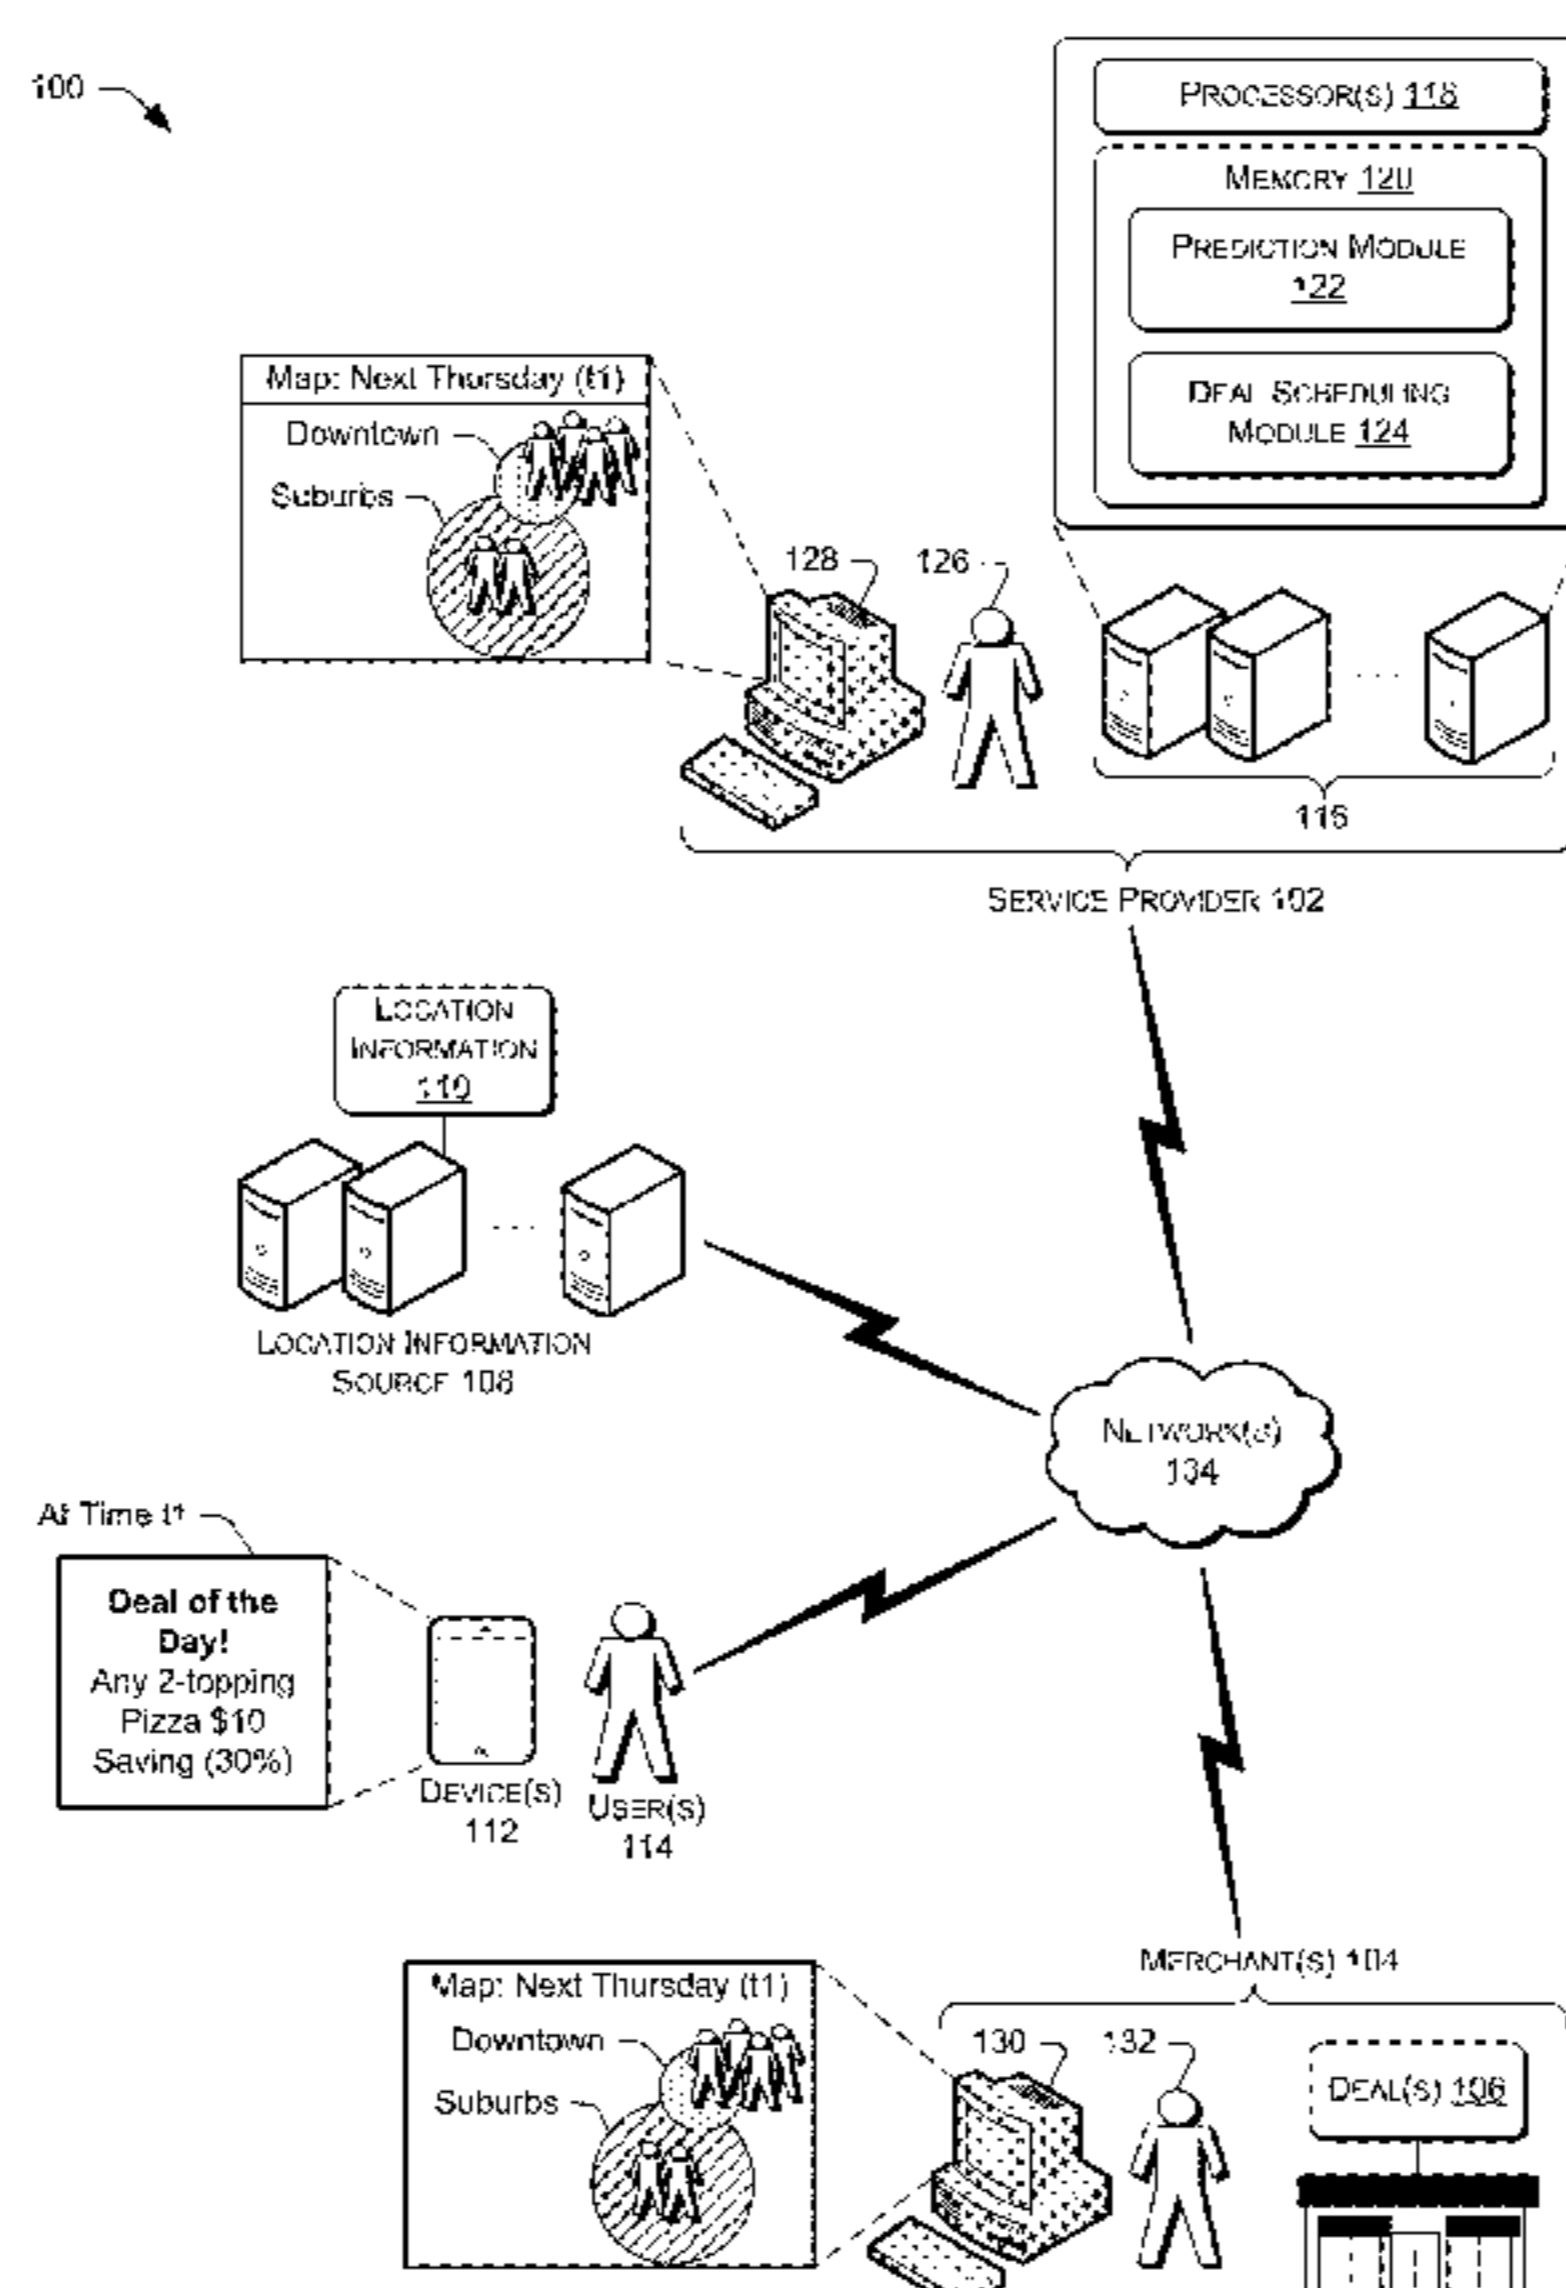 100
PROCESSOR(S) 118
MEMORY 120
PREDICTION MODULE
122
DEAL SCHEDULING
MODULE 124
Map: Next Thursday (t1)
Downtown
Suburbs
128
126
116
SERVICE PROVIDER 102
LOCATION
INFORMATION
110
LOCATION INFORMATION
SOURCE 108
NETWORK(S)
134
At Time t1
Deal of the
Day!
Any 2-topping
Pizza $10
Saving (30%)
DEVICE(S)
112
USER(S)
114
MERCHANT(S) 104
Map: Next Thursday (t1)
Downtown
Suburbs
130
132
DEAL(S) 106